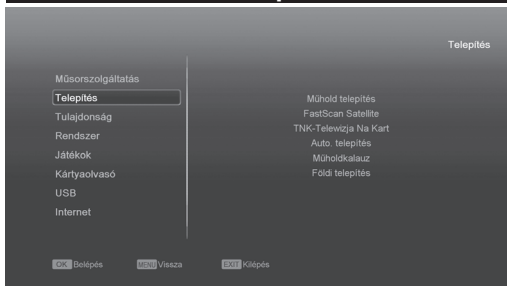 Telepítés
Műsorszolgáltatás
Telepítés
Tulajdonság
Rendszer
Játékok
Kártyaolvasó
USB
Internet
Műhold telepítés
FastScan Satellite
TNK-Telewizja Na Kart
Auto. telepítés
Műholdkalauz
Földi telepítés
OK Belépés MENU Vissza EXIT Kilépés